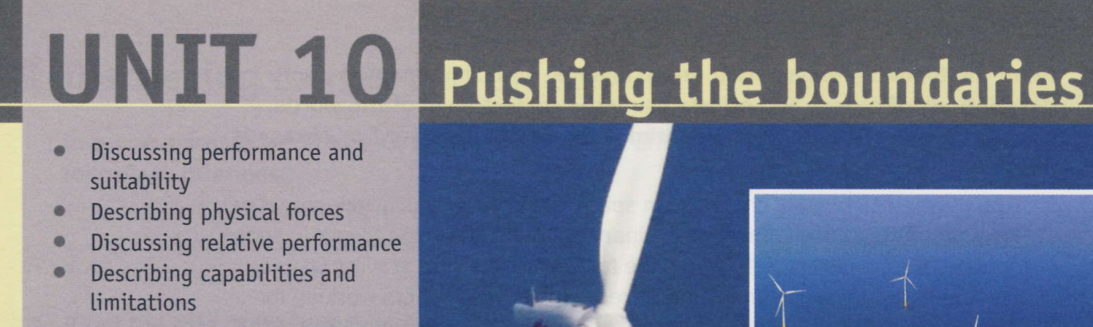 UNIT 10
Pushing the boundaries
• Discussing performance and
suitability
• Describing physical forces
• Discussing relative performance
• Describing capabilities and
limitations